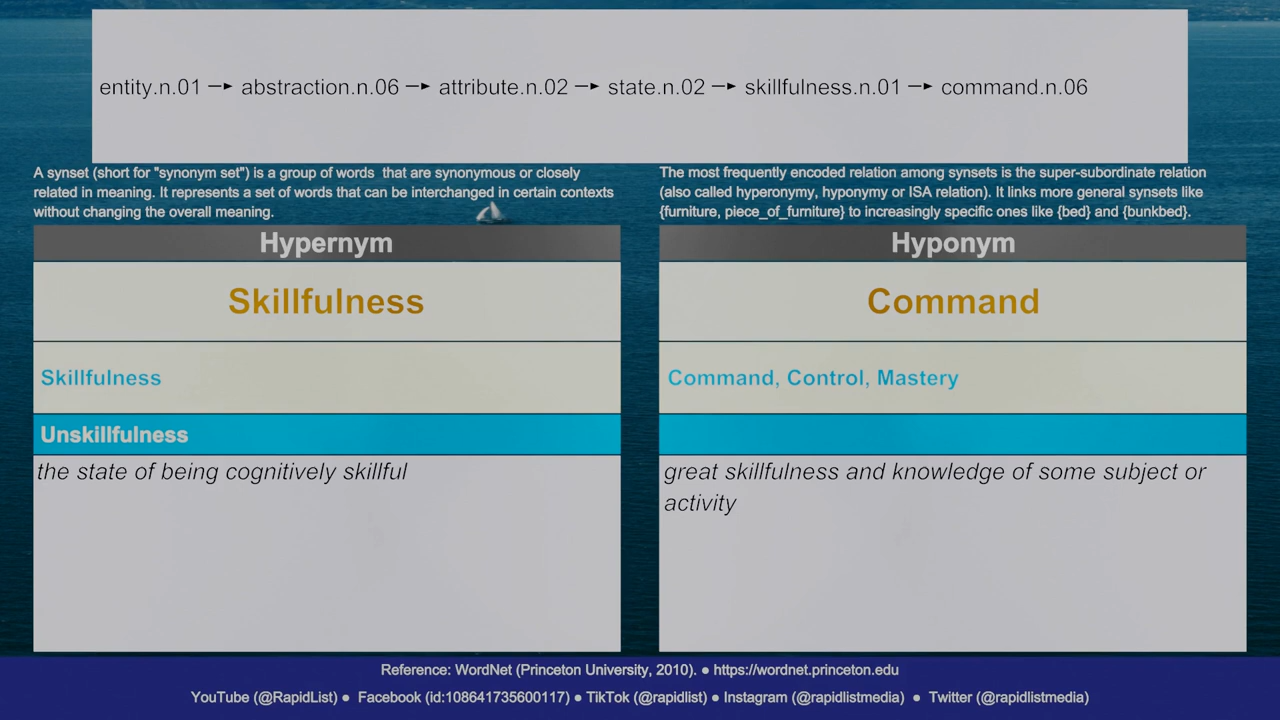 entity.n.01 → abstraction.n.06 → attribute.n.02 → state.n.02 → skillfulness.n.01 → command.n.06
A synset (short for "synonym set") is a group of words that are synonymous or closely
related in meaning. It represents a set of words that can be interchanged in certain contexts
without changing the overall meaning.
The most frequently encoded relation among synsets is the super-subordinate relation
(also called hyperonymy, hyponymy or ISA relation). It links more general synsets like
{furniture, piece_of_furniture} to increasingly specific ones like {bed} and {bunkbed}.
Hypernym
Skillfulness
Skillfulness
Unskillfulness
the state of being cognitively skillful
Hyponym
Command
Command, Control, Mastery
great skillfulness and knowledge of some subject or
activity
Reference: WordNet (Princeton University, 2010). ● https://wordnet.princeton.edu
YouTube (@RapidList) ● Facebook (id:108641735600117) ● TikTok (@rapidlist) ● Instagram (@rapidlistmedia) ● Twitter (@rapidlistmedia)